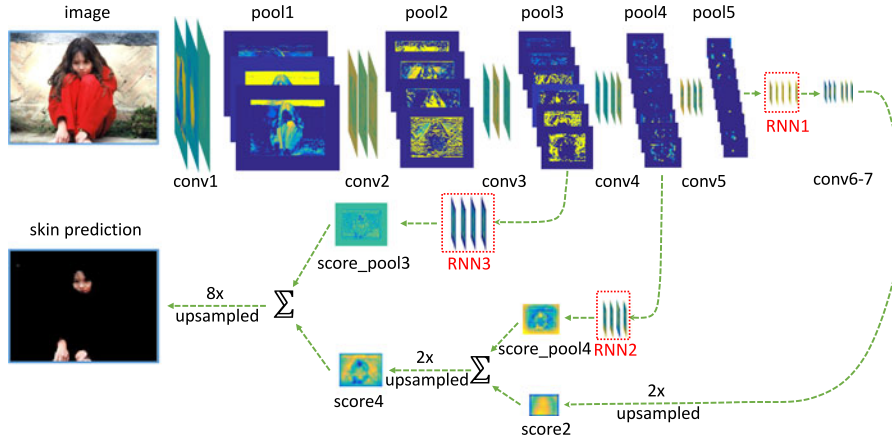 image
pool1
pool2
pool3
pool4
pool5
conv1
conv2
conv3
conv4
conv5
RNN1
conv6-7
skin prediction
score_pool3
RNN3
8x
upsampled
∑
score_pool4
RNN2
2x
upsampled
∑
score4
2x
upsampled
score2